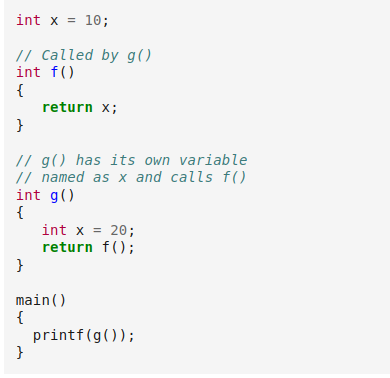 int x = 10;

// Called by g()
int f()
{
   return x;
}

// g() has its own variable
// named as x and calls f()
int g()
{
   int x = 20;
   return f();
}

main()
{
  printf(g());
}